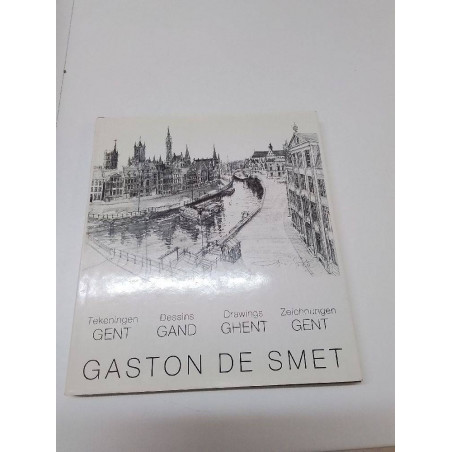 Tekeningen Dessins Drawings Zeichnungen
GENT GAND GHENT GENT
GASTON DE SMET